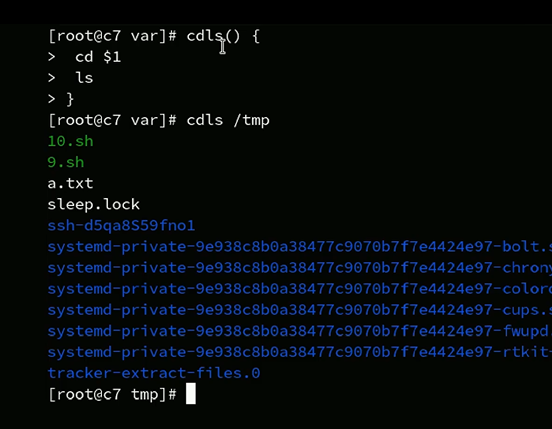 [root@c7 var]# cdls() {
>  cd $1
>  ls
> }
[root@c7 var]# cdls /tmp
10.sh
9.sh
a.txt
sleep.lock
ssh-d5qa8S59fno1
systemd-private-9e938c8b0a38477c9070b7f7e4424e97-bolt.s
systemd-private-9e938c8b0a38477c9070b7f7e4424e97-chrony
systemd-private-9e938c8b0a38477c9070b7f7e4424e97-colord
systemd-private-9e938c8b0a38477c9070b7f7e4424e97-cups.s
systemd-private-9e938c8b0a38477c9070b7f7e4424e97-fwupd
systemd-private-9e938c8b0a38477c9070b7f7e4424e97-rtkit-
tracker-extract-files.0
[root@c7 tmp]#